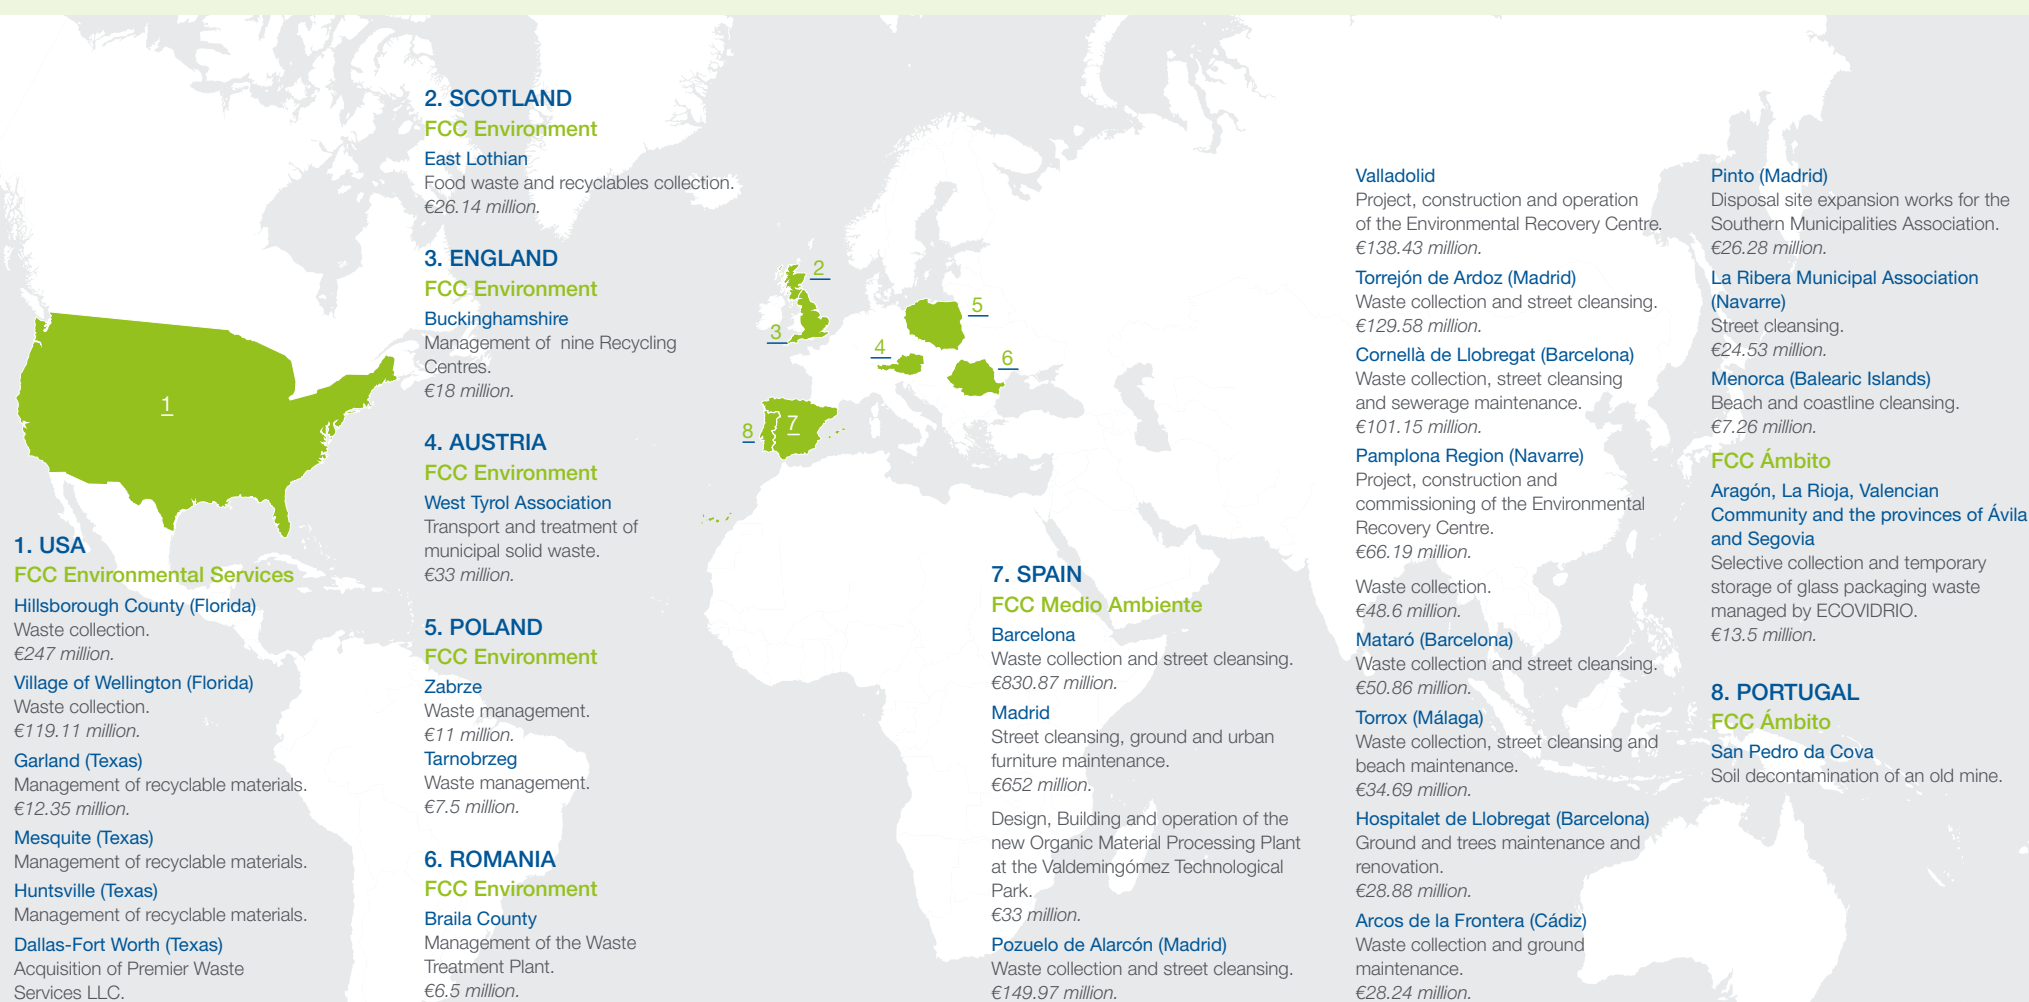 1
2
3
4
5
6
7
8
1. USA
FCC Environmental Services
Hillsborough County (Florida)
Waste collection.
€247 million.
Village of Wellington (Florida)
Waste collection.
€119.11 million.
Garland (Texas)
Management of recyclable materials.
€12.35 million.
Mesquite (Texas)
Management of recyclable materials.
Huntsville (Texas)
Management of recyclable materials.
Dallas-Fort Worth (Texas)
Acquisition of Premier Waste
Services LLC.
2. SCOTLAND
FCC Environment
East Lothian
Food waste and recyclables collection.
€26.14 million.
3. ENGLAND
FCC Environment
Buckinghamshire
Management of  nine Recycling
Centres.
€18 million.
4. AUSTRIA
FCC Environment
West Tyrol Association
Transport and treatment of
municipal solid waste.
€33 million.
5. POLAND
FCC Environment
Zabrze
Waste management.
€11 million.
Tarnobrzeg
Waste management.
€7.5 million.
6. ROMANIA
FCC Environment
Braila County
Management of the Waste
Treatment Plant.
€6.5 million.
7. SPAIN
FCC Medio Ambiente
Barcelona
Waste collection and street cleansing.
€830.87 million.
Madrid
Street cleansing, ground and urban
furniture maintenance.
€652 million.
Design, Building and operation of the
new Organic Material Processing Plant
at the Valdemingómez Technological
Park.
€33 million.
Pozuelo de Alarcón (Madrid)
Waste collection and street cleansing.
€149.97 million.
Valladolid
Project, construction and operation
of the Environmental Recovery Centre.
€138.43 million.
Torrejón de Ardoz (Madrid)
Waste collection and street cleansing.
€129.58 million.
Cornellà de Llobregat (Barcelona)
Waste collection, street cleansing
and sewerage maintenance.
€101.15 million.
Pamplona Region (Navarre)
Project, construction and
commissioning of the Environmental
Recovery Centre.
€66.19 million.
Waste collection.
€48.6 million.
Mataró (Barcelona)
Waste collection and street cleansing.
€50.86 million.
Torrox (Málaga)
Waste collection, street cleansing and
beach maintenance.
€34.69 million.
Hospitalet de Llobregat (Barcelona)
Ground and trees maintenance and
renovation.
€28.88 million.
Arcos de la Frontera (Cádiz)
Waste collection and ground
maintenance.
€28.24 million.
Pinto (Madrid)
Disposal site expansion works for the
Southern Municipalities Association.
€26.28 million.
La Ribera Municipal Association
(Navarre)
Street cleansing.
€24.53 million.
Menorca (Balearic Islands)
Beach and coastline cleansing.
€7.26 million.
FCC Ámbito
Aragón, La Rioja, Valencian
Community and the provinces of Ávila
and Segovia
Selective collection and temporary
storage of glass packaging waste
managed by ECOVIDRIO.
€13.5 million.
8. PORTUGAL
FCC Ámbito
San Pedro da Cova
Soil decontamination of an old mine.